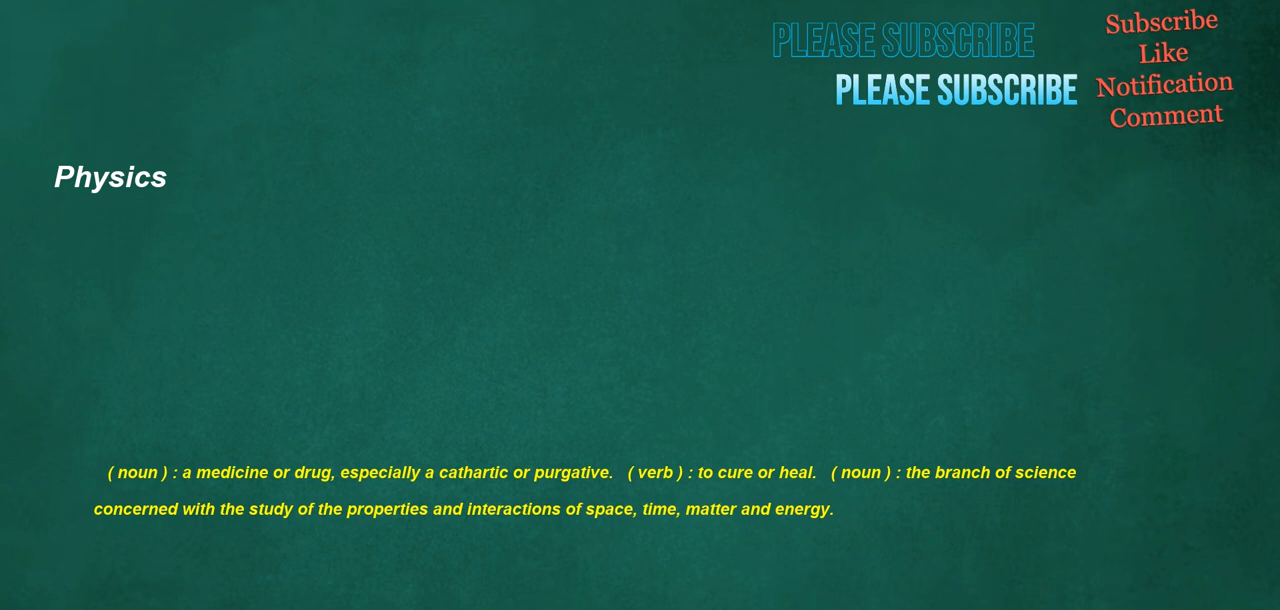 PLEASE SUBSCRIBE
PLEASE SUBSCRIBE
Subscribe
Like
Notification
Comment
Physics
( noun ) : a medicine or drug, especially a cathartic or purgative. ( verb ) : to cure or heal. ( noun ) : the branch of science
concerned with the study of the properties and interactions of space, time, matter and energy.